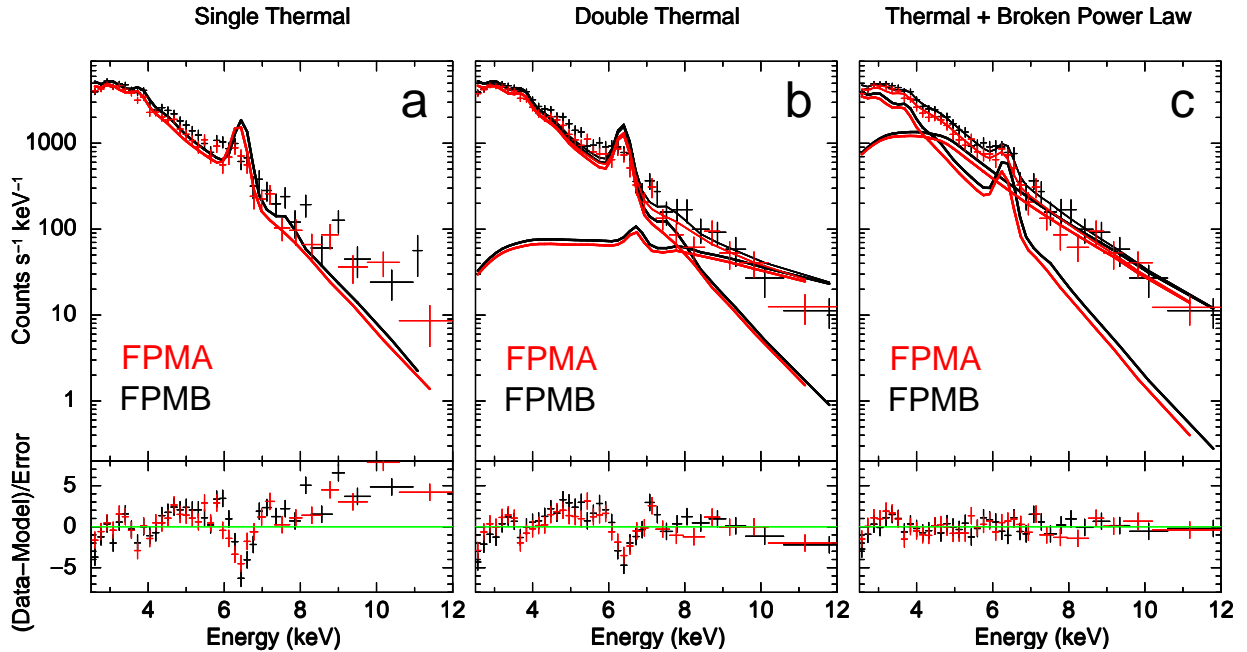 Single Thermal
Double Thermal
Thermal + Broken Power Law
a
b
c
Counts s⁻¹ keV⁻¹
1000
100
10
1
FPMA
FPMB
FPMA
FPMB
FPMA
FPMB
(Data−Model)/Error
5
0
−5
4 6 8 10 12
4 6 8 10 12
4 6 8 10 12
Energy (keV)
Energy (keV)
Energy (keV)